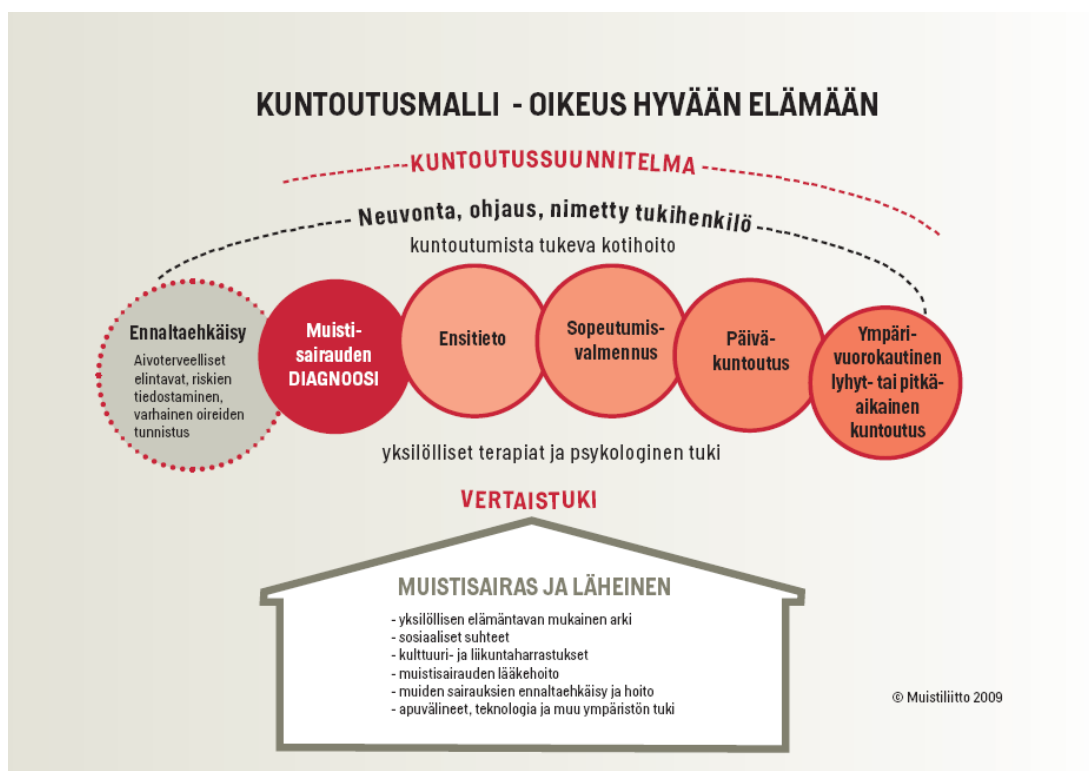 KUNTOUTUSMALLI - OIKEUS HYVÄÄN ELÄMÄÄN
KUNTOUTUSSUUNNITELMA
Neuvonta, ohjaus, nimetty tukihenkilö
kuntoutumista tukeva kotihoito
Ennaltaehkäisy
Aivoterveelliset
elintavat, riskien
tiedostaminen,
varhainen oireiden
tunnistus
Muisti-
sairauden
DIAGNOOSI
Ensitieto
Sopeutumis-
valmennus
Päivä-
kuntoutus
Ympäri-
vuorokautinen
lyhyt- tai pitkä-
aikainen
kuntoutus
yksilölliset terapiat ja psykologinen tuki
VERTAISTUKI
MUISTISAIRAS JA LÄHEINEN
- yksilöllisen elämäntavan mukainen arki
- sosiaaliset suhteet
- kulttuuri- ja liikuntaharrastukset
- muistisairauden lääkehoito
- muiden sairauksien ennaltaehkäisy ja hoito
- apuvälineet, teknologia ja muu ympäristön tuki
© Muistiliitto 2009